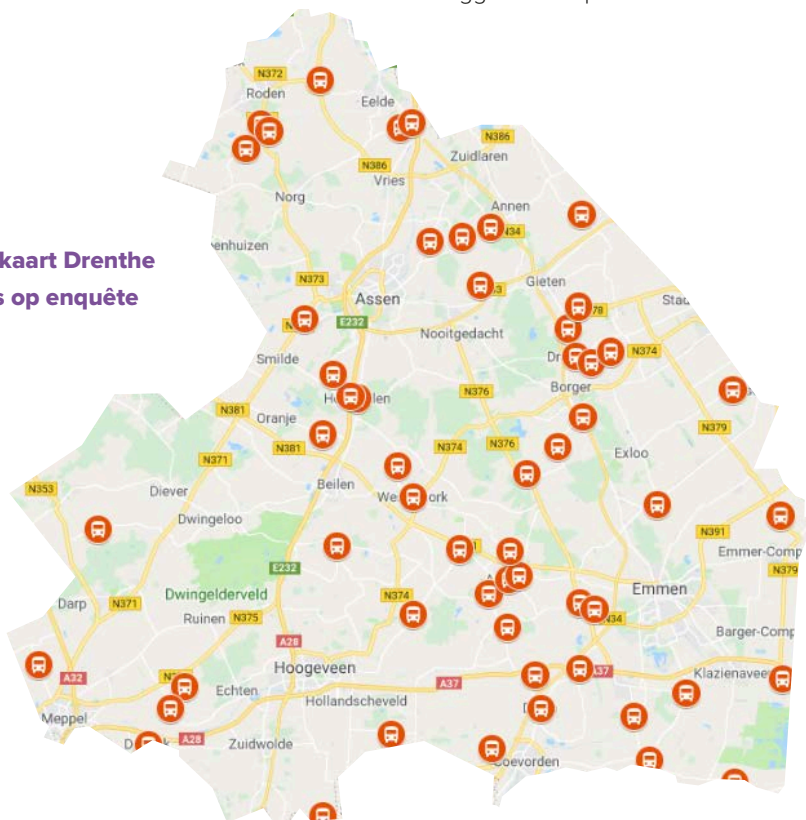 N372
Roden
Eelde
N386
Zuidlaren
N386
Vries
Norg
Annen
N34
enhuizen
kaart Drenthe
s op enquête
N373
Gieten
Assen
E232
Nooitgedacht
N374
Smilde
Borger
N376
N381
Oranje
N379
N381
N374
N376
N371
Exloo
Beilen
N353
Diever
Dwingeloo
N391
Emmer-Comp
E232
N379
Dwingelderveld
Emmen
Darp
N371
N374
Ruinen
N375
N34
Barger-Comp
A28
Hoogeveen
A32
A37
A37
Klazienavee
Echten
Hollandscheveld
Meppel
A28
Zuidwolde
Coevorden